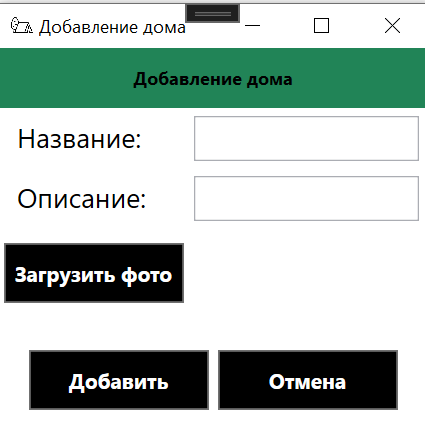 Добавление дома
Добавление дома
Название:
Описание:
Загрузить фото
Добавить
Отмена